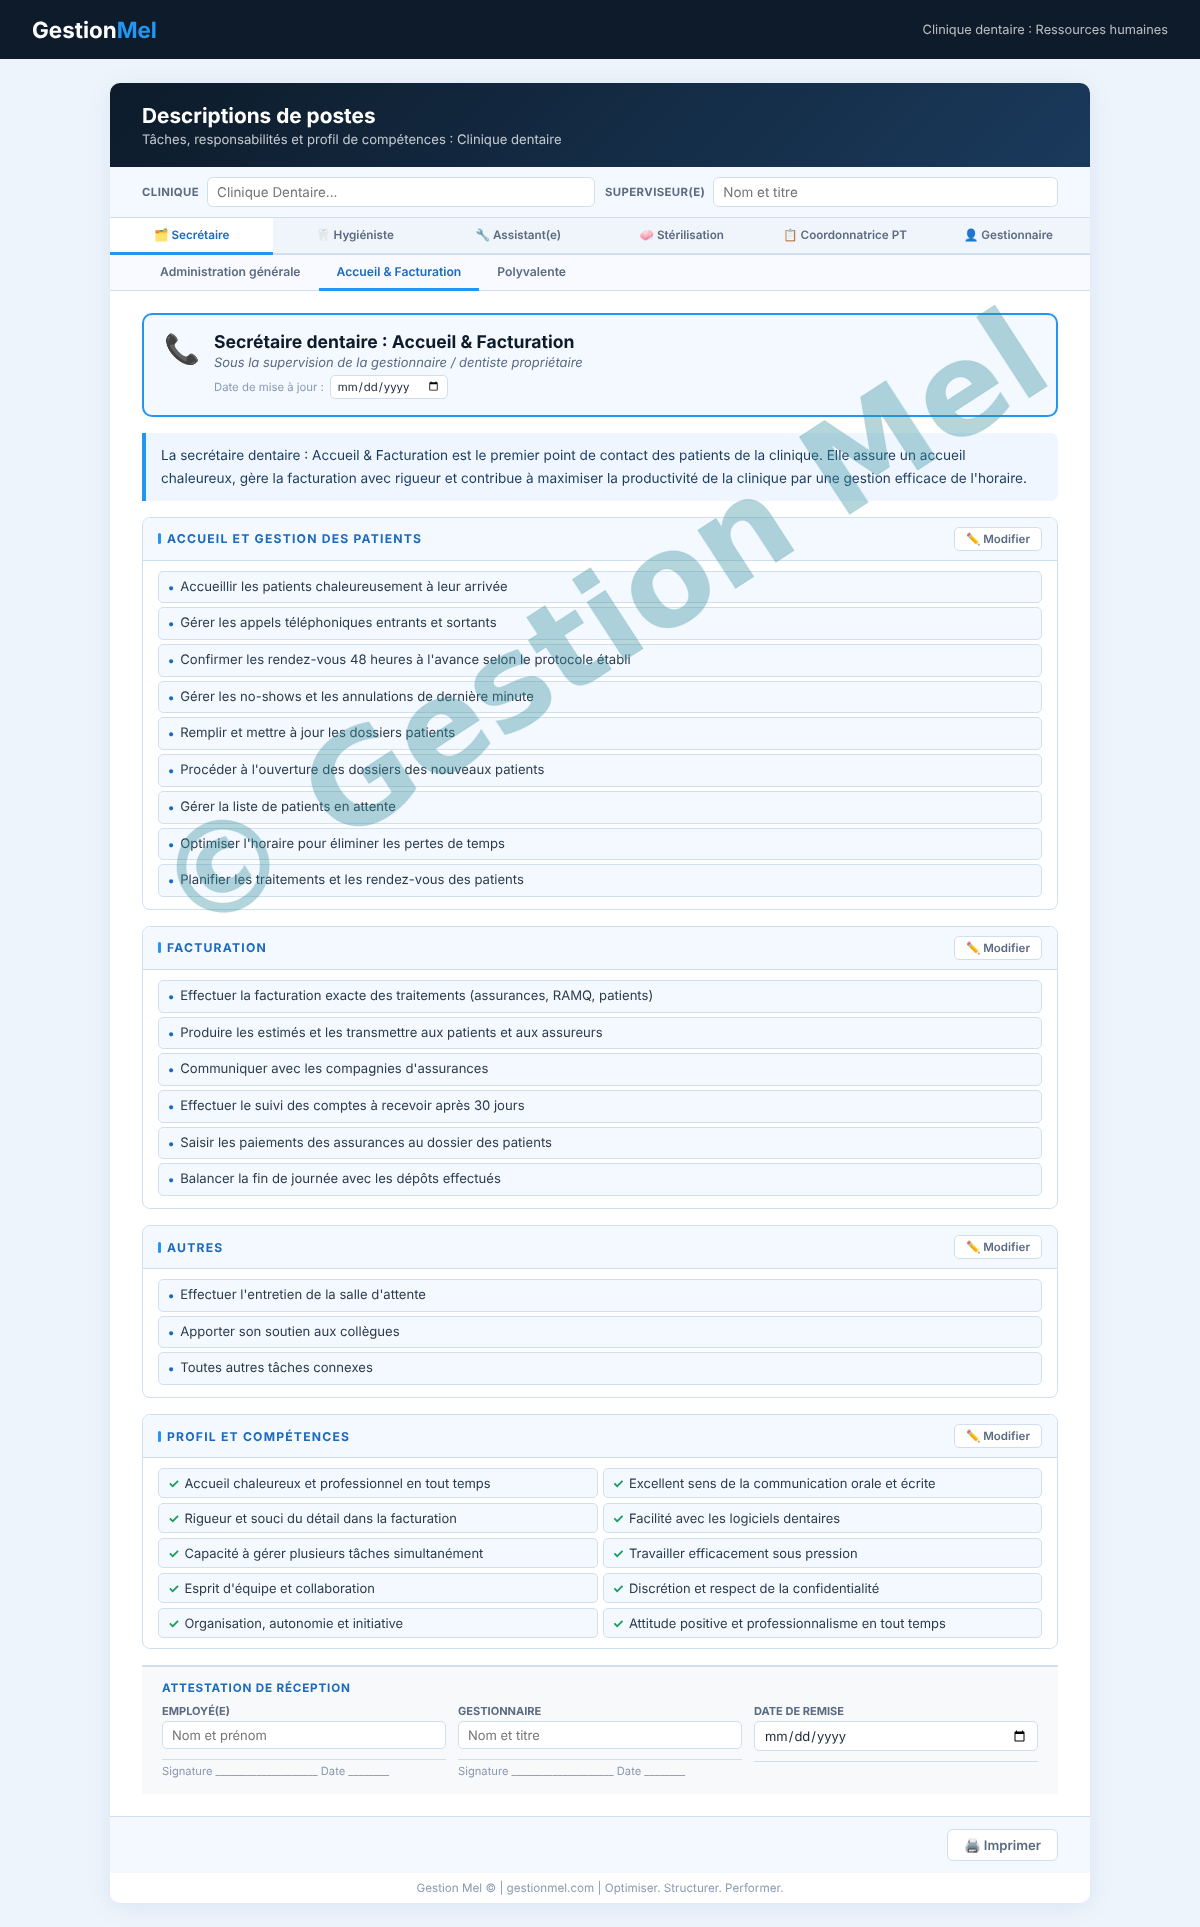 GestionMel
Clinique dentaire : Ressources humaines
Descriptions de postes
Tâches, responsabilités et profil de compétences : Clinique dentaire
CLINIQUE Clinique Dentaire... SUPERVISEUR(E) Nom et titre
Secrétaire Hygiéniste Assistant(e) Stérilisation Coordonnatrice PT Gestionnaire
Administration générale Accueil & Facturation Polyvalente
Secrétaire dentaire : Accueil & Facturation
Sous la supervision de la gestionnaire / dentiste propriétaire
Date de mise à jour : mm/dd/yyyy
La secrétaire dentaire : Accueil & Facturation est le premier point de contact des patients de la clinique. Elle assure un accueil
chaleureux, gère la facturation avec rigueur et contribue à maximiser la productivité de la clinique par une gestion efficace de l'horaire.
ACCUEIL ET GESTION DES PATIENTS Modifier
• Accueillir les patients chaleureusement à leur arrivée
• Gérer les appels téléphoniques entrants et sortants
• Confirmer les rendez-vous 48 heures à l'avance selon le protocole établi
• Gérer les no-shows et les annulations de dernière minute
• Remplir et mettre à jour les dossiers patients
• Procéder à l'ouverture des dossiers des nouveaux patients
• Gérer la liste de patients en attente
• Optimiser l'horaire pour éliminer les pertes de temps
• Planifier les traitements et les rendez-vous des patients
© Gestion Mel
FACTURATION Modifier
• Effectuer la facturation exacte des traitements (assurances, RAMQ, patients)
• Produire les estimés et les transmettre aux patients et aux assureurs
• Communiquer avec les compagnies d'assurances
• Effectuer le suivi des comptes à recevoir après 30 jours
• Saisir les paiements des assurances au dossier des patients
• Balancer la fin de journée avec les dépôts effectués
AUTRES Modifier
• Effectuer l'entretien de la salle d'attente
• Apporter son soutien aux collègues
• Toutes autres tâches connexes
PROFIL ET COMPÉTENCES Modifier
✓ Accueil chaleureux et professionnel en tout temps ✓ Excellent sens de la communication orale et écrite
✓ Rigueur et souci du détail dans la facturation ✓ Facilité avec les logiciels dentaires
✓ Capacité à gérer plusieurs tâches simultanément ✓ Travailler efficacement sous pression
✓ Esprit d'équipe et collaboration ✓ Discrétion et respect de la confidentialité
✓ Organisation, autonomie et initiative ✓ Attitude positive et professionnalisme en tout temps
ATTESTATION DE RÉCEPTION
EMPLOYÉ(E) GESTIONNAIRE DATE DE REMISE
Nom et prénom Nom et titre mm/dd/yyyy
Signature ___________________ Date ________ Signature ___________________ Date ________
Imprimer
Gestion Mel © | gestionmel.com | Optimiser. Structurer. Performer.